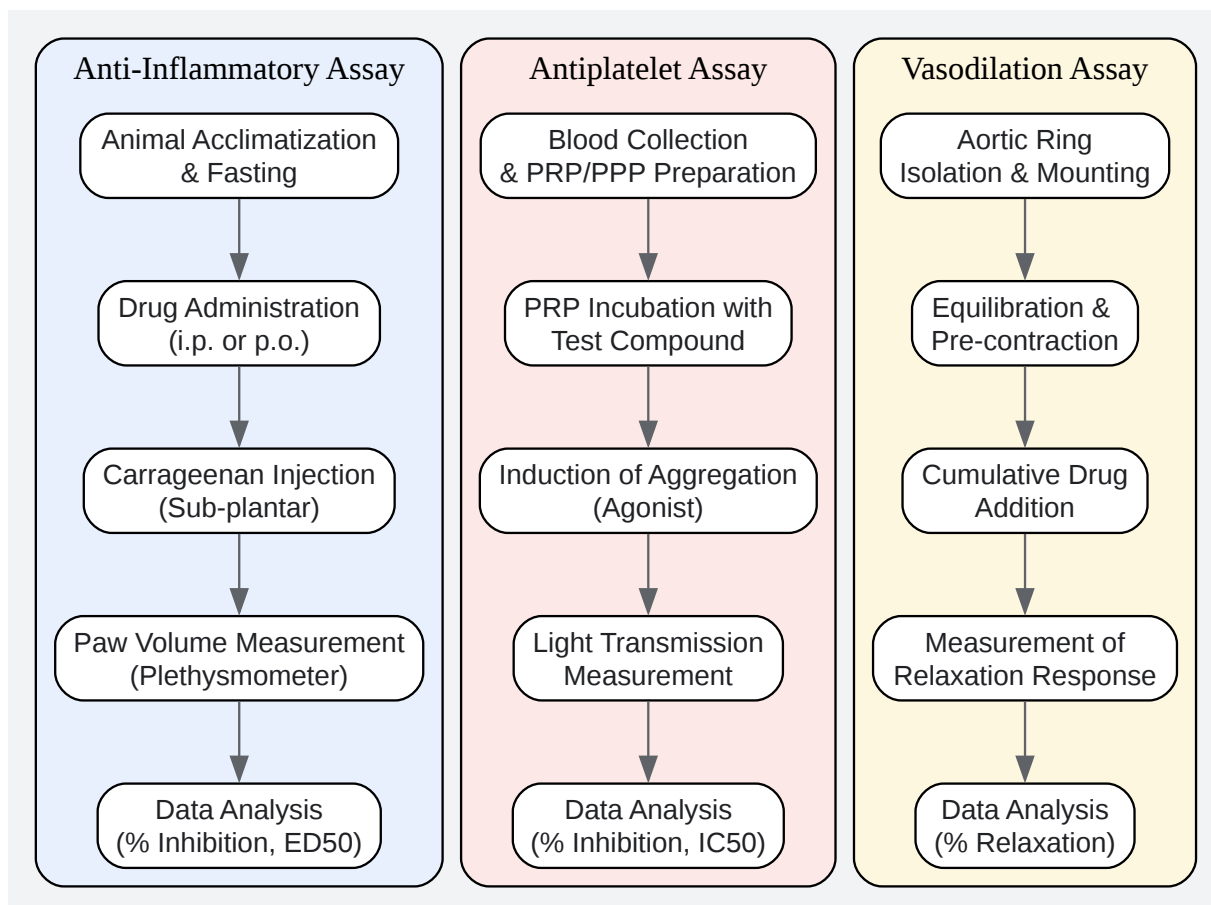 Anti-Inflammatory Assay
Animal Acclimatization
& Fasting
Drug Administration
(i.p. or p.o.)
Carrageenan Injection
(Sub-plantar)
Paw Volume Measurement
(Plethysmometer)
Data Analysis
(% Inhibition, ED50)
Antiplatelet Assay
Blood Collection
& PRP/PPP Preparation
PRP Incubation with
Test Compound
Induction of Aggregation
(Agonist)
Light Transmission
Measurement
Data Analysis
(% Inhibition, IC50)
Vasodilation Assay
Aortic Ring
Isolation & Mounting
Equilibration &
Pre-contraction
Cumulative Drug
Addition
Measurement of
Relaxation Response
Data Analysis
(% Relaxation)